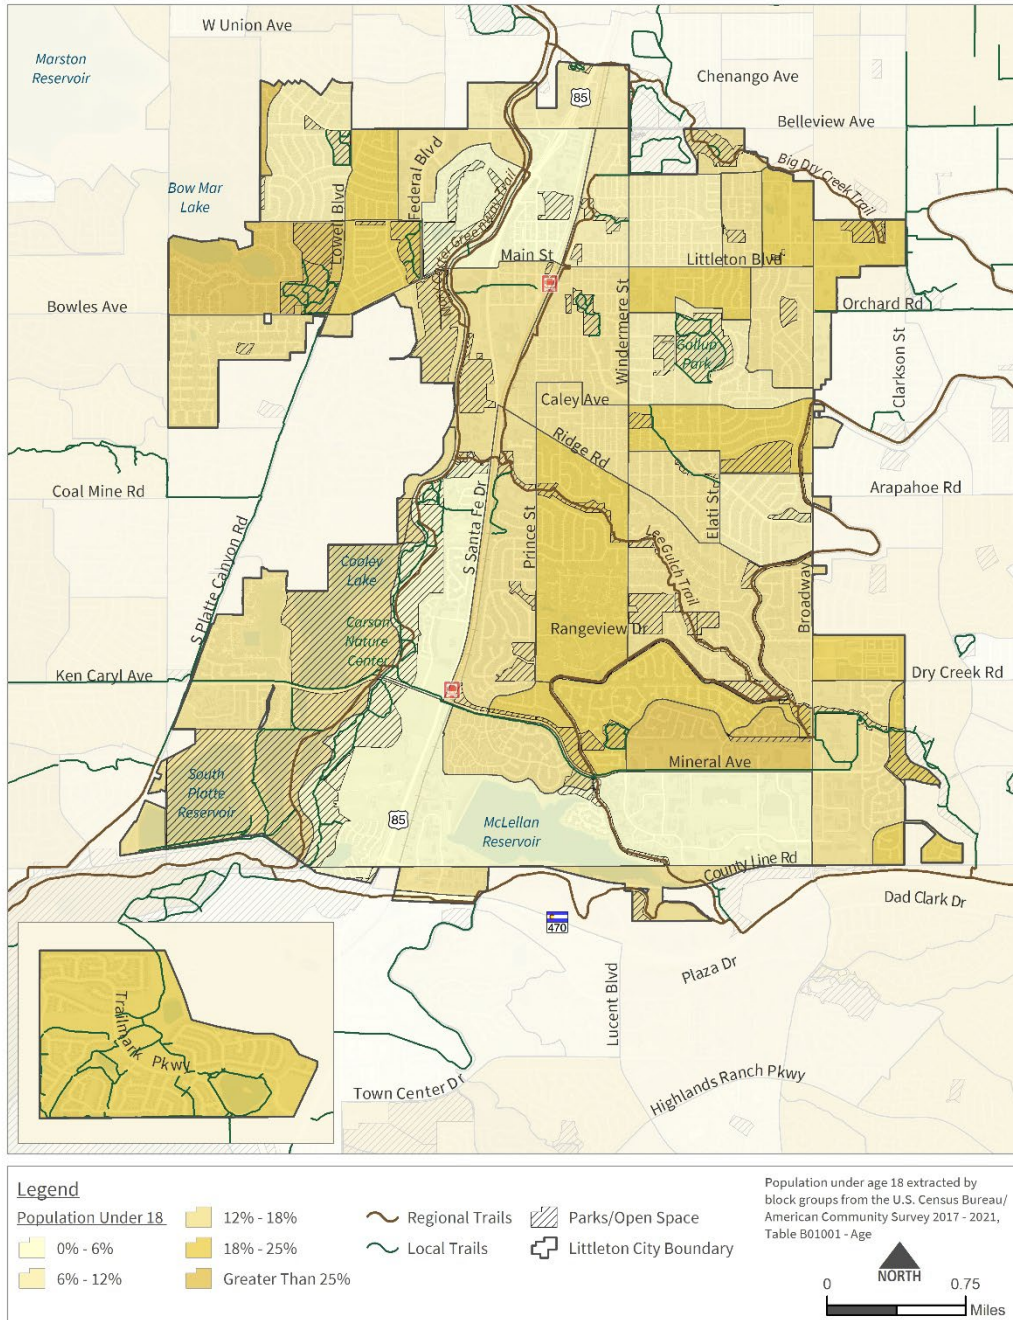 W Union Ave
Marston
Reservoir
Chenango Ave
85
Belleview Ave
Federal Blvd
Big Dry Creek Trail
Bow Mar
Lake
Lowell Blvd
Main St
Littleton Blvd
Bowles Ave
Orchard Rd
Windermere St
Gollup
Park
Clarkson St
Caley Ave
Ridge Rd
Coal Mine Rd
Arapahoe Rd
S Santa Fe Dr
Prince St
Elati St
S Platte Canyon Rd
Cooley
Lake
Lee Gulch Trail
Broadway
Carson
Nature
Center
Rangeview Dr
Ken Caryl Ave
Dry Creek Rd
Mineral Ave
South
Platte
Reservoir
85
McLellan
Reservoir
County Line Rd
Dad Clark Dr
470
Plaza Dr
Lucent Blvd
Trailmark Pkwy
Town Center Dr
Highlands Ranch Pkwy
Legend
Population Under 18
0% - 6%
6% - 12%
12% - 18%
18% - 25%
Greater Than 25%
Regional Trails
Local Trails
Parks/Open Space
Littleton City Boundary
Population under age 18 extracted by
block groups from the U.S. Census Bureau/
American Community Survey 2017 - 2021,
Table B01001 - Age
NORTH
0 0.75
Miles